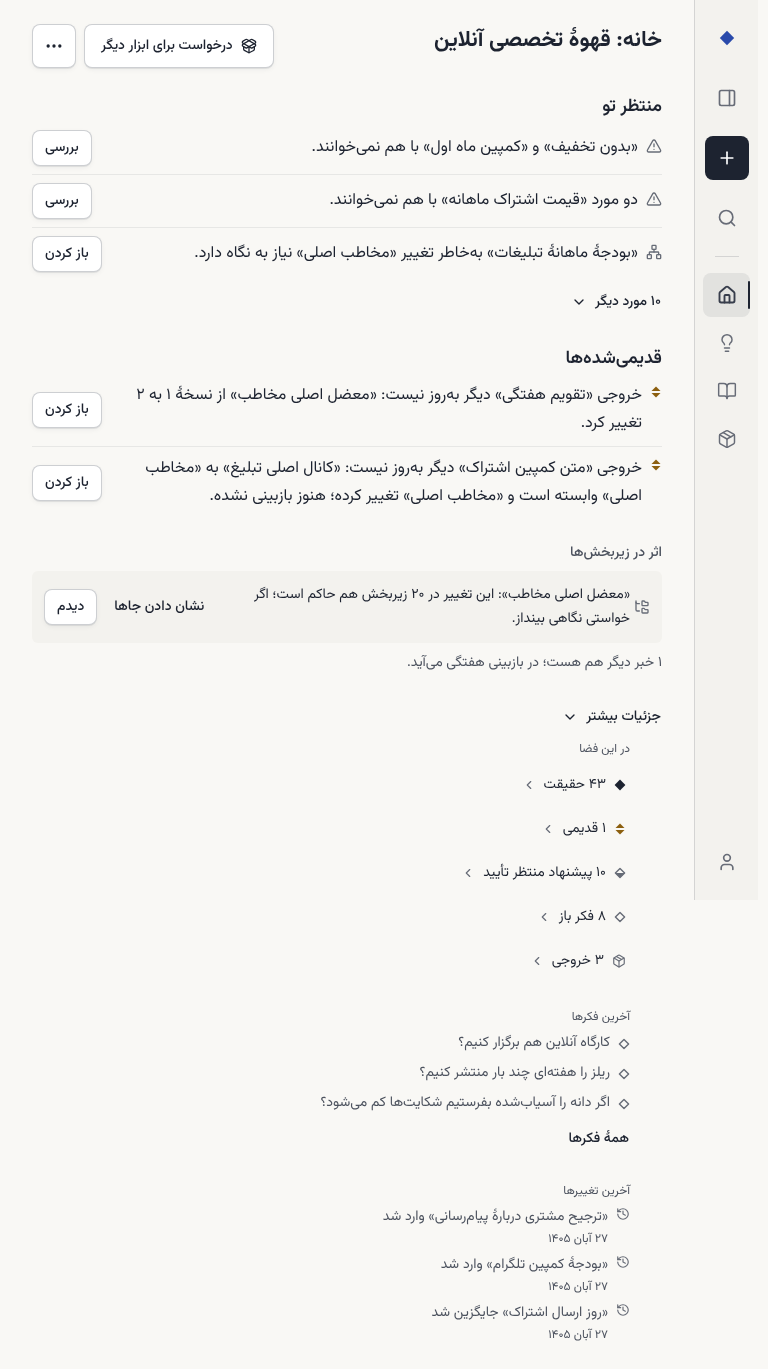 خانه: قهوهٔ تخصصی آنلاین
درخواست برای ابزار دیگر
منتظر تو
«بدون تخفیف» و «کمپین ماه اول» با هم نمی‌خوانند.
بررسی
دو مورد «قیمت اشتراک ماهانه» با هم نمی‌خوانند.
بررسی
«بودجهٔ ماهانهٔ تبلیغات» به‌خاطر تغییر «مخاطب اصلی» نیاز به نگاه دارد.
باز کردن
۱۰ مورد دیگر
قدیمی‌شده‌ها
خروجی «تقویم هفتگی» دیگر به‌روز نیست: «معضل اصلی مخاطب» از نسخهٔ ۱ به ۲
تغییر کرد.
باز کردن
خروجی «متن کمپین اشتراک» دیگر به‌روز نیست: «کانال اصلی تبلیغ» به «مخاطب
اصلی» وابسته است و «مخاطب اصلی» تغییر کرده؛ هنوز بازبینی نشده.
باز کردن
اثر در زیربخش‌ها
«معضل اصلی مخاطب»: این تغییر در ۲۰ زیربخش هم حاکم است؛ اگر
خواستی نگاهی بینداز.
نشان دادن جاها
دیدم
۱ خبر دیگر هم هست؛ در بازبینی هفتگی می‌آید.
جزئیات بیشتر
در این فضا
۴۳ حقیقت
۱ قدیمی
۱۰ پیشنهاد منتظر تأیید
۸ فکر باز
۳ خروجی
آخرین فکرها
کارگاه آنلاین هم برگزار کنیم؟
ریلز را هفته‌ای چند بار منتشر کنیم؟
اگر دانه را آسیاب‌شده بفرستیم شکایت‌ها کم می‌شود؟
همهٔ فکرها
آخرین تغییرها
«ترجیح مشتری دربارهٔ پیام‌رسانی» وارد شد
۲۷ آبان ۱۴۰۵
«بودجهٔ کمپین تلگرام» وارد شد
۲۷ آبان ۱۴۰۵
«روز ارسال اشتراک» جایگزین شد
۲۷ آبان ۱۴۰۵